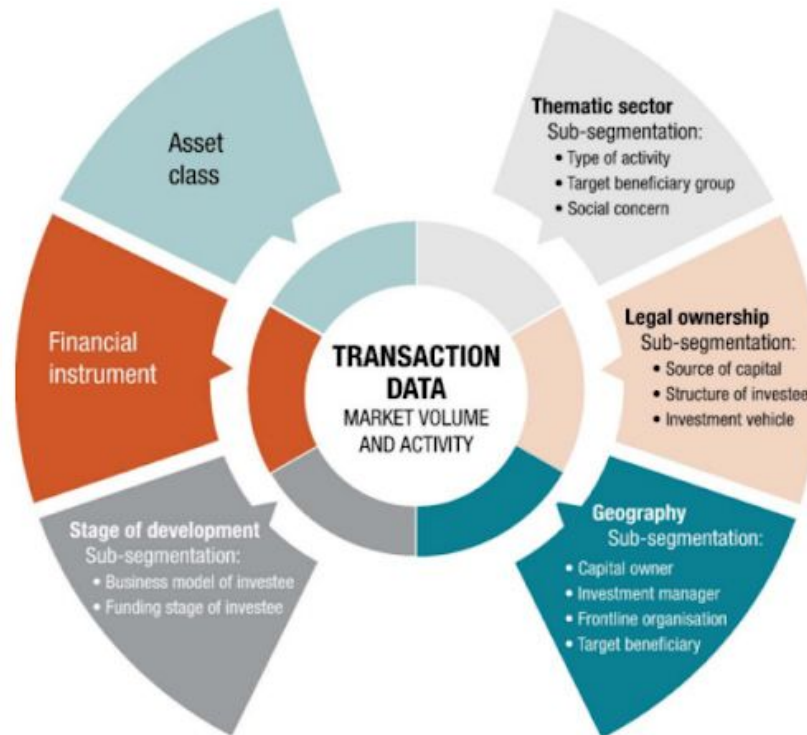 Asset
class
Financial
instrument
Stage of development
Sub-segmentation:
• Business model of investee
• Funding stage of investee
TRANSACTION
DATA
MARKET VOLUME
AND ACTIVITY
Thematic sector
Sub-segmentation:
• Type of activity
• Target beneficiary group
• Social concern
Legal ownership
Sub-segmentation:
• Source of capital
• Structure of investee
• Investment vehicle
Geography
Sub-segmentation:
• Capital owner
• Investment manager
• Frontline organisation
• Target beneficiary